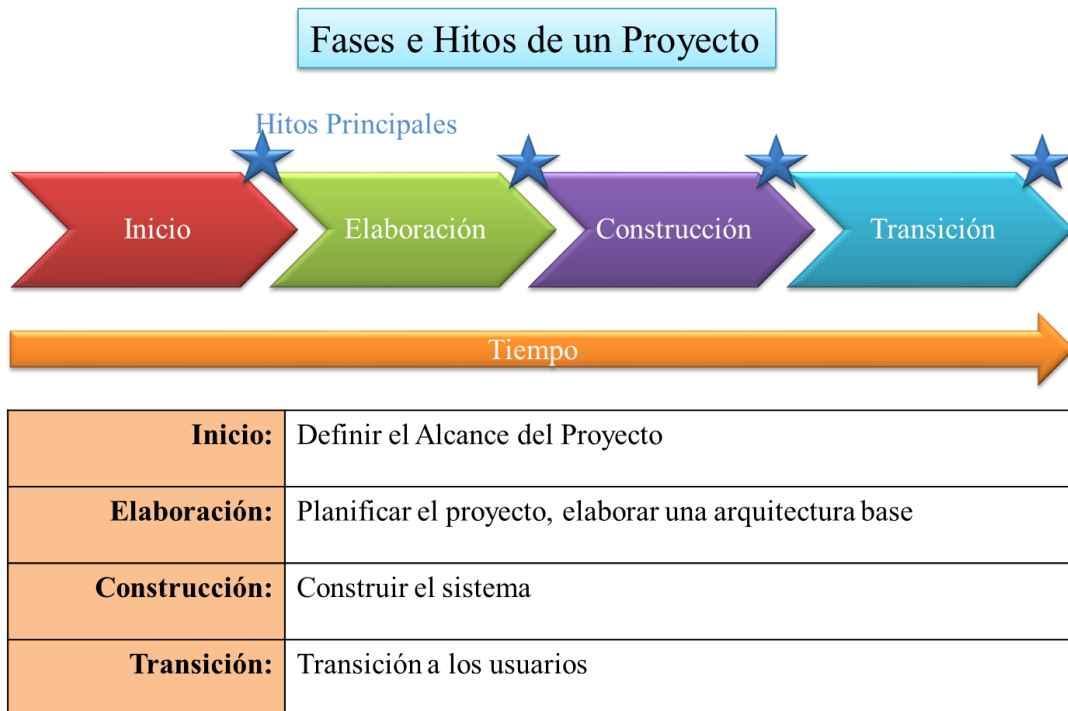 Fases e Hitos de un Proyecto
Hitos Principales
Inicio
Elaboración
Construcción
Transición
Tiempo
Inicio: Definir el Alcance del Proyecto
Elaboración: Planificar el proyecto, elaborar una arquitectura base
Construcción: Construir el sistema
Transición: Transición a los usuarios